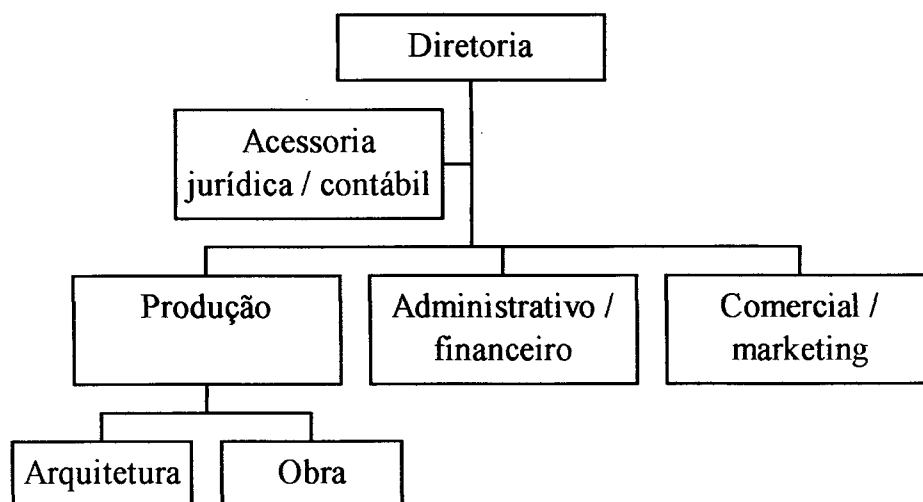 Diretoria
Acessoria
jurídica / contábil
Produção
Administrativo /
financeiro
Comercial /
marketing
Arquitetura
Obra